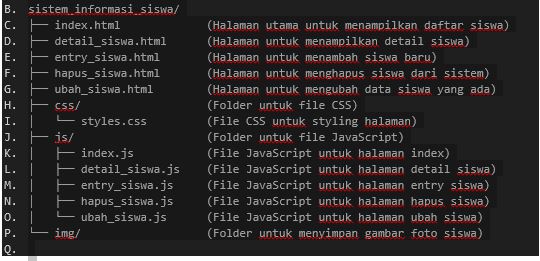 B. sistem_informasi_siswa/
C. ├── index.html (Halaman utama untuk menampilkan daftar siswa)
D. ├── detail_siswa.html (Halaman untuk menampilkan detail siswa)
E. ├── entry_siswa.html (Halaman untuk menambah siswa baru)
F. ├── hapus_siswa.html (Halaman untuk menghapus siswa dari sistem)
G. ├── ubah_siswa.html (Halaman untuk mengubah data siswa yang ada)
H. ├── css/ (Folder untuk file CSS)
I. │   └── styles.css (File CSS untuk styling halaman)
J. ├── js/ (Folder untuk file JavaScript)
K. │   ├── index.js (File JavaScript untuk halaman index)
L. │   ├── detail_siswa.js (File JavaScript untuk halaman detail siswa)
M. │   ├── entry_siswa.js (File JavaScript untuk halaman entry siswa)
N. │   ├── hapus_siswa.js (File JavaScript untuk halaman hapus siswa)
O. │   └── ubah_siswa.js (File JavaScript untuk halaman ubah siswa)
P. └── img/ (Folder untuk menyimpan gambar foto siswa)
Q.